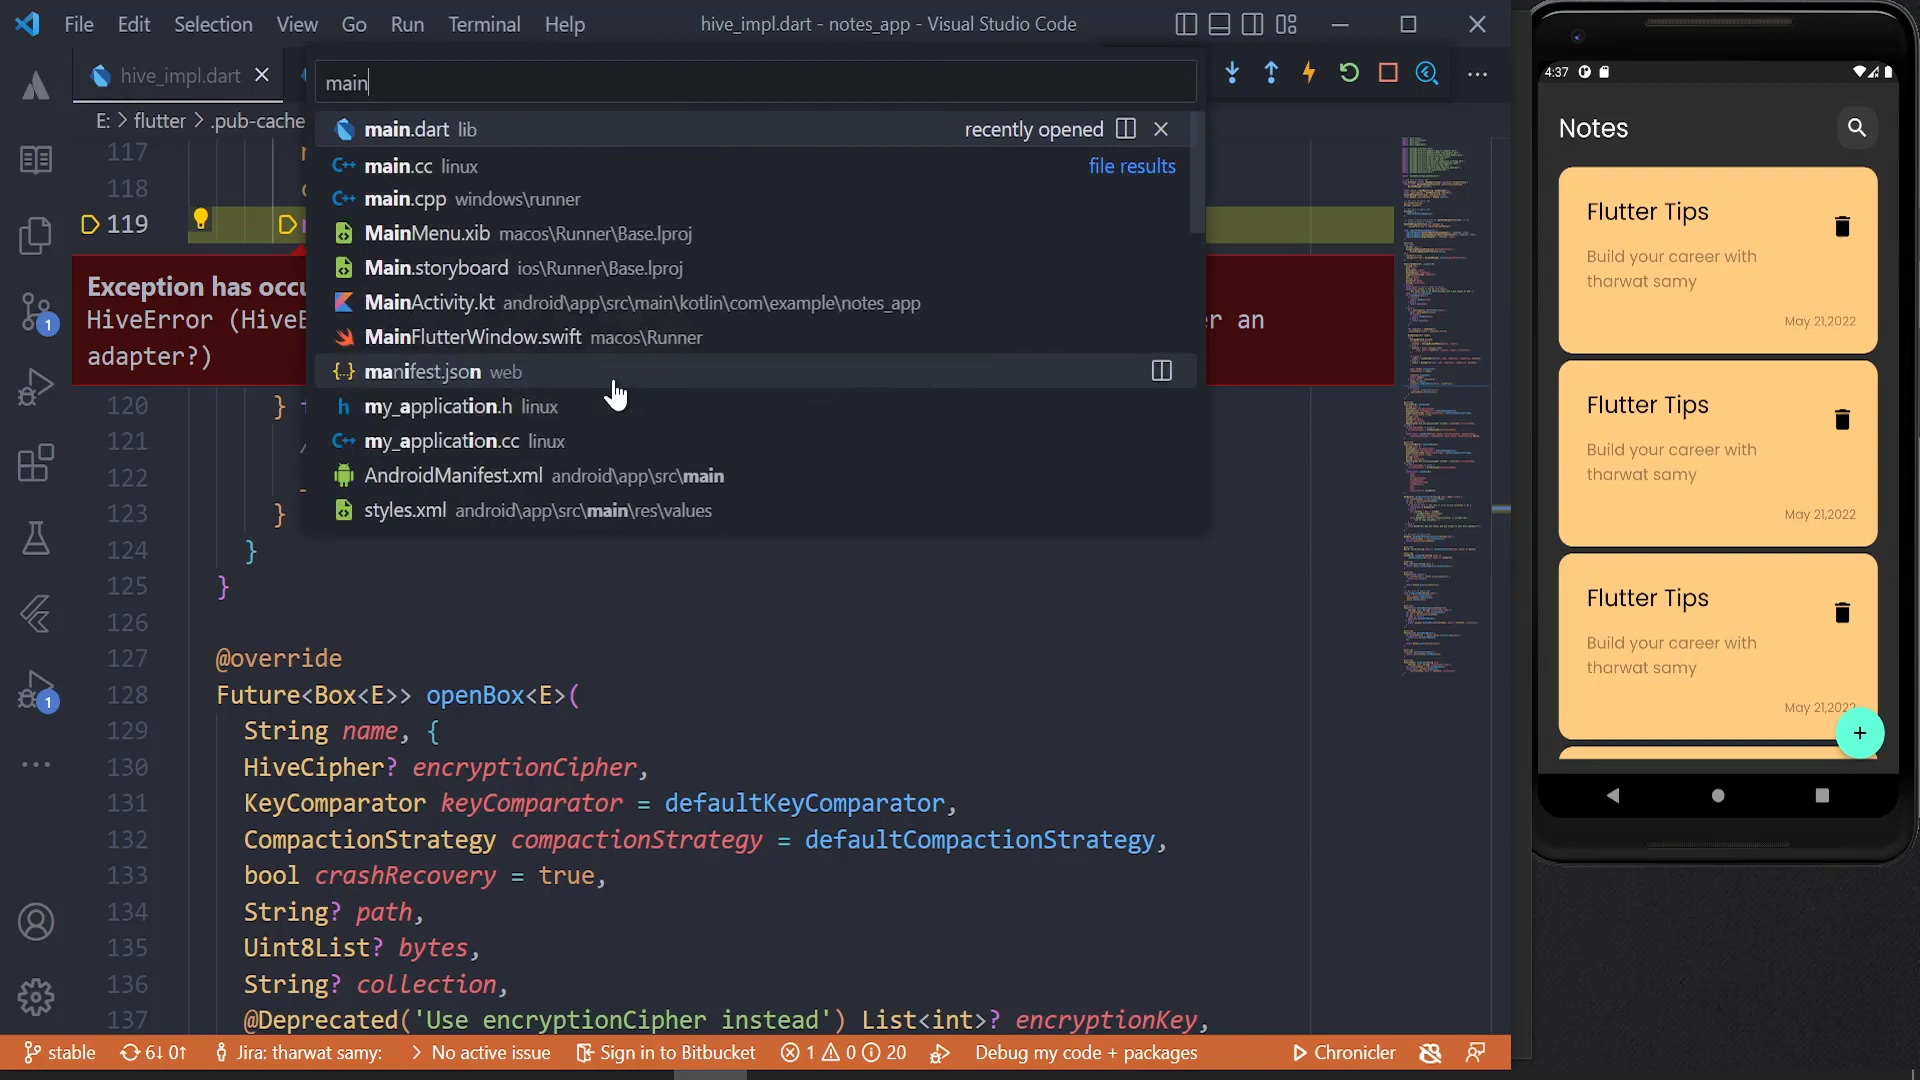 File Edit Selection View Go Run Terminal Help
hive_impl.dart - notes_app - Visual Studio Code
hive_impl.dart
main
E: > flutter > .pub-cache
main.dart lib recently opened
main.cc linux file results
main.cpp windows\runner
MainMenu.xib macos\Runner\Base.lproj
Main.storyboard ios\Runner\Base.lproj
MainActivity.kt android\app\src\main\kotlin\com\example\notes_app
MainFlutterWindow.swift macos\Runner
manifest.json web
my_application.h linux
my_application.cc linux
AndroidManifest.xml android\app\src\main
styles.xml android\app\src\main\res\values
117
118
119
Exception has occu
HiveError (HiveE
er an
adapter?)
120 }
121 /
122
123 }
124 }
125 }
126
127 @override
128 Future<Box<E>> openBox<E>(
129 String name, {
130 HiveCipher? encryptionCipher,
131 KeyComparator keyComparator = defaultKeyComparator,
132 CompactionStrategy compactionStrategy = defaultCompactionStrategy,
133 bool crashRecovery = true,
134 String? path,
135 Uint8List? bytes,
136 String? collection,
137 @Deprecated('Use encryptionCipher instead') List<int>? encryptionKey,
1
1
stable 6↓ 0↑ Jira: tharwat samy: No active issue Sign in to Bitbucket 1 0 20 Debug my code + packages Chronicler
4:37
Notes
Flutter Tips
Build your career with
tharwat samy
May 21,2022
Flutter Tips
Build your career with
tharwat samy
May 21,2022
Flutter Tips
Build your career with
tharwat samy
May 21,2022
+